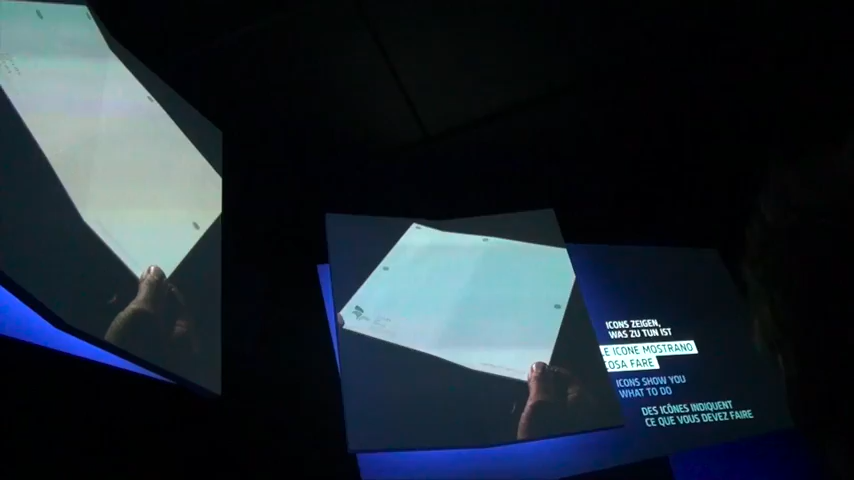 ICONS ZEIGEN,
WAS ZU TUN IST
LE ICONE MOSTRANO
COSA FARE
ICONS SHOW YOU
WHAT TO DO
DES ICÔNES INDIQUENT
CE QUE VOUS DEVEZ FAIRE